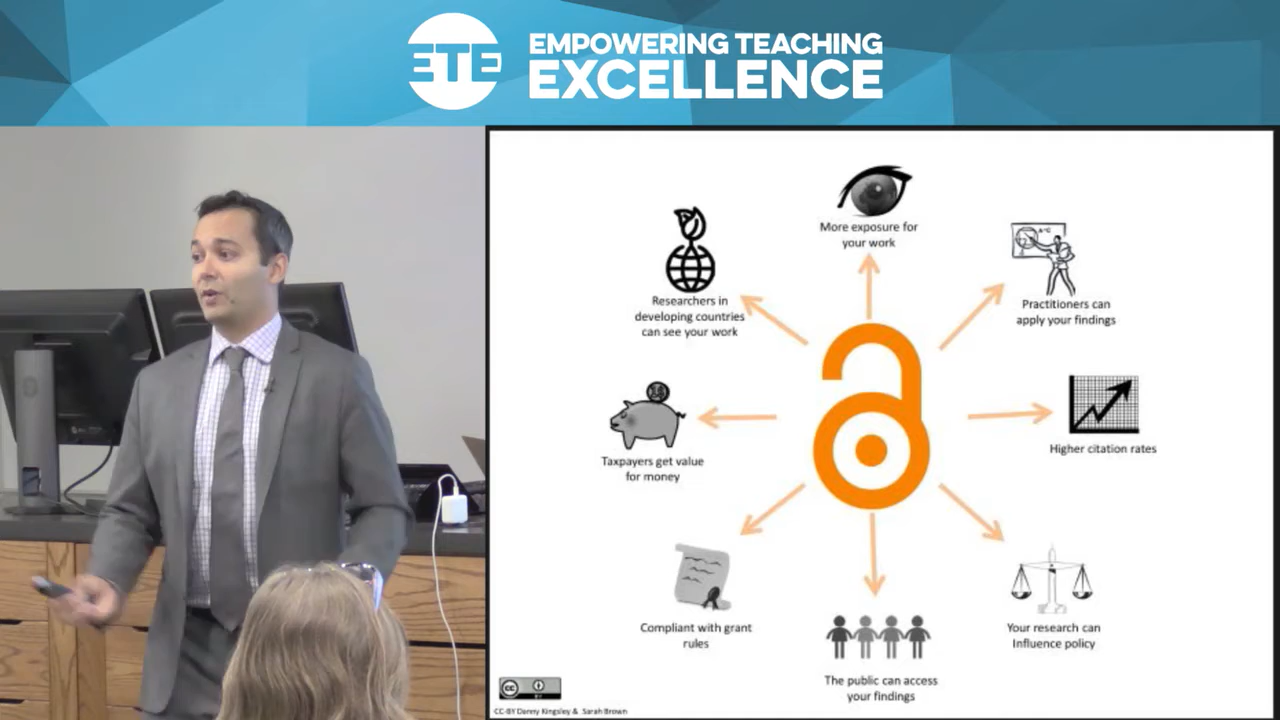 ETE
EMPOWERING TEACHING
EXCELLENCE
More exposure for
your work
Researchers in
developing countries
can see your work
Practitioners can
apply your findings
Taxpayers get value
for money
Higher citation rates
Compliant with grant
rules
Your research can
Influence policy
The public can access
your findings
cc
BY
CC-BY Danny Kingsley & Sarah Brown